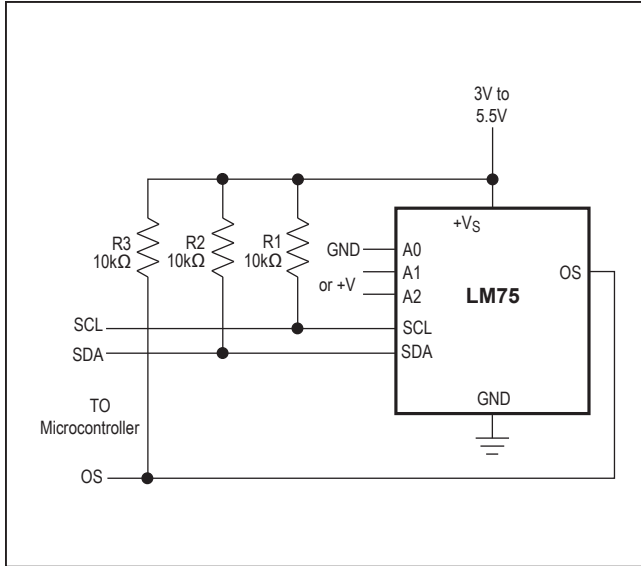 3V to
5.5V
+VS
R3
10kΩ
R2
10kΩ
R1
10kΩ
GND
or +V
A0
A1
A2
LM75
OS
SCL
SDA
SCL
SDA
GND
TO
Microcontroller
OS